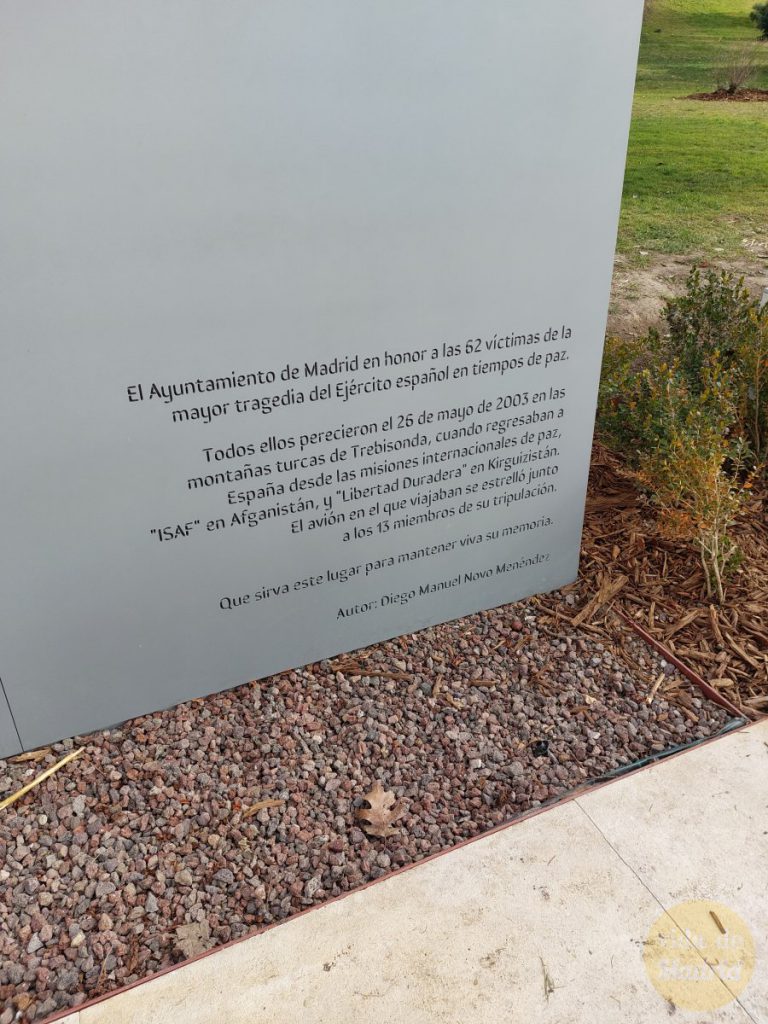 El Ayuntamiento de Madrid en honor a las 62 víctimas de la
mayor tragedia del Ejército español en tiempos de paz.
Todos ellos perecieron el 26 de mayo de 2003 en las
montañas turcas de Trebisonda, cuando regresaban a
España desde las misiones internacionales de paz,
"ISAF" en Afganistán, y "Libertad Duradera" en Kirguizistán.
El avión en el que viajaban se estrelló junto
a los 13 miembros de su tripulación.
Que sirva este lugar para mantener viva su memoria.
Autor: Diego Manuel Novo Menéndez